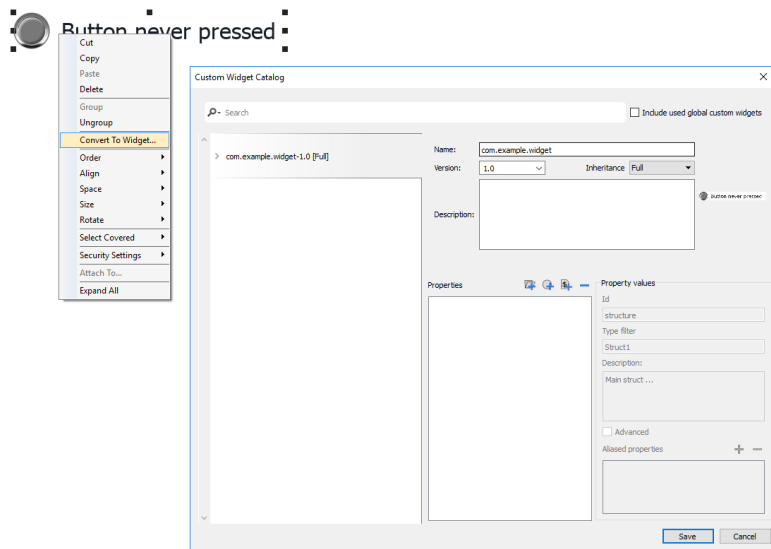 Button never pressed
Cut
Copy
Paste
Delete
Group
Ungroup
Convert To Widget...
Order
Align
Space
Size
Rotate
Select Covered
Security Settings
Attach To...
Expand All
Custom Widget Catalog
Search
Include used global custom widgets
com.example.widget-1.0 [Full]
Name: com.example.widget
Version: 1.0 Inheritance Full
Description:
Button never pressed
Properties
Property values
Id
structure
Type filter
Struct1
Description:
Main struct ...
Advanced
Aliased properties
Save Cancel